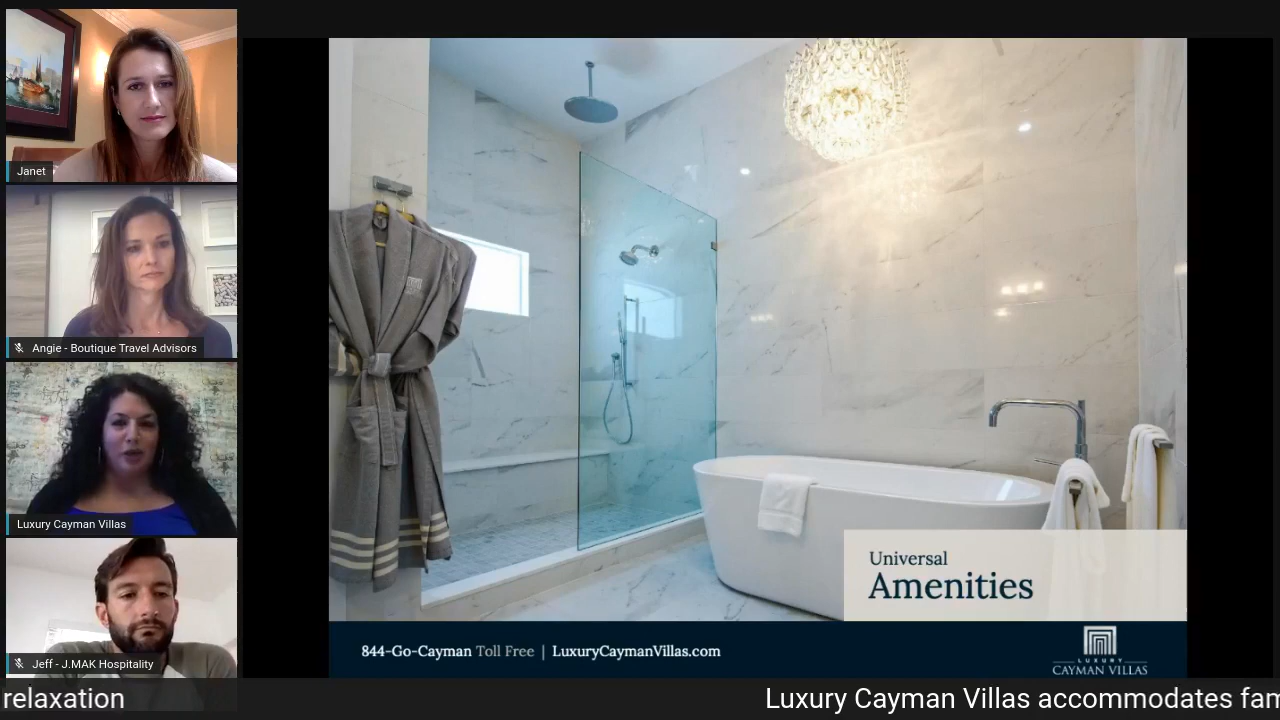 Janet
Angie - Boutique Travel Advisors
Luxury Cayman Villas
Jeff - J.MAK Hospitality
Universal
Amenities
844-Go-Cayman Toll Free | LuxuryCaymanVillas.com
LUXURY
CAYMAN VILLAS
relaxation
Luxury Cayman Villas accommodates fam